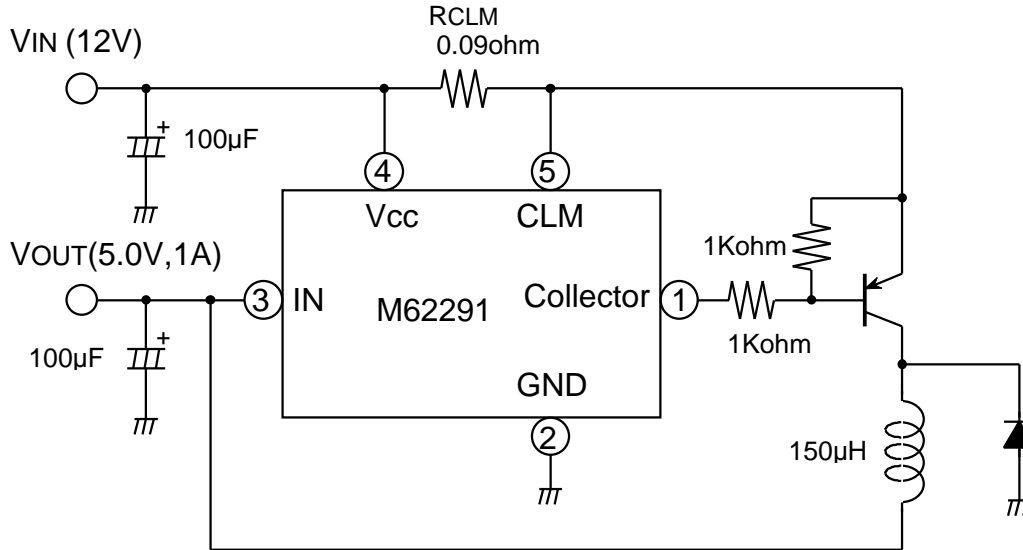 VIN (12V)
RCLM
0.09ohm
100µF
+
4
5
Vcc
CLM
VOUT(5.0V,1A)
1Kohm
3
IN
M62291
Collector
1
1Kohm
100µF
+
GND
2
150µH